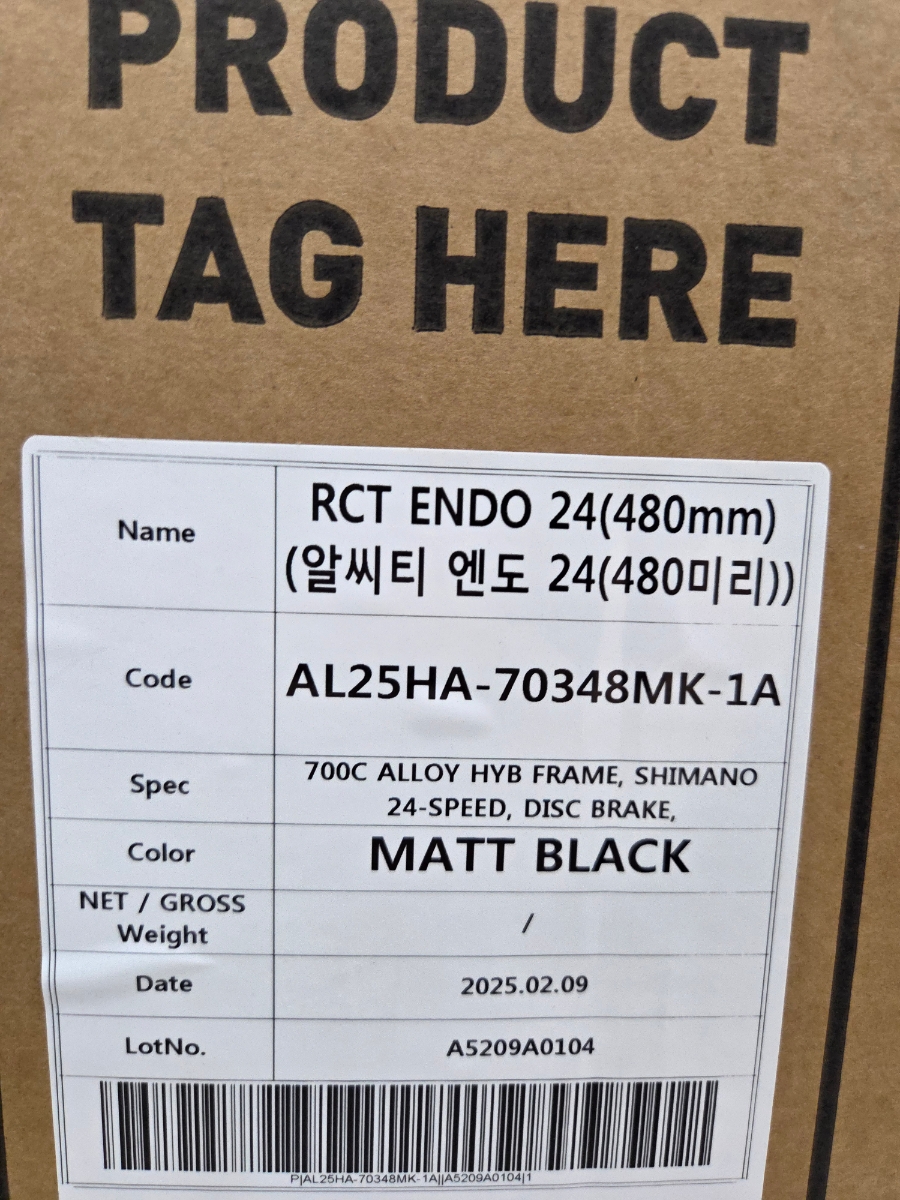 PRODUCT
TAG HERE
Name
RCT ENDO 24(480mm)
(알씨티 엔도 24(480미리))
Code
AL25HA-70348MK-1A
Spec
700C ALLOY HYB FRAME, SHIMANO
24-SPEED, DISC BRAKE,
Color
MATT BLACK
NET / GROSS
Weight
/
Date
2025.02.09
LotNo.
A5209A0104
P|AL25HA-70348MK-1A||A5209A0104|1